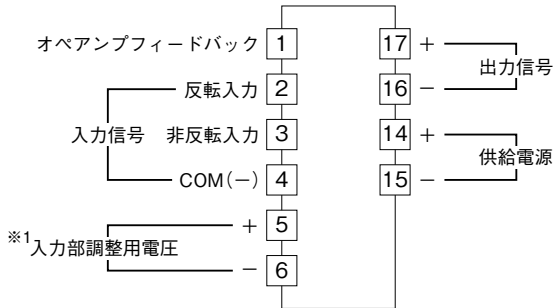 オペアンプフィードバック 1
反転入力 2
入力信号
非反転入力 3
COM(−) 4
+ 5
※1入力部調整用電圧
− 6
17 +
出力信号
16 −
14 +
供給電源
15 −